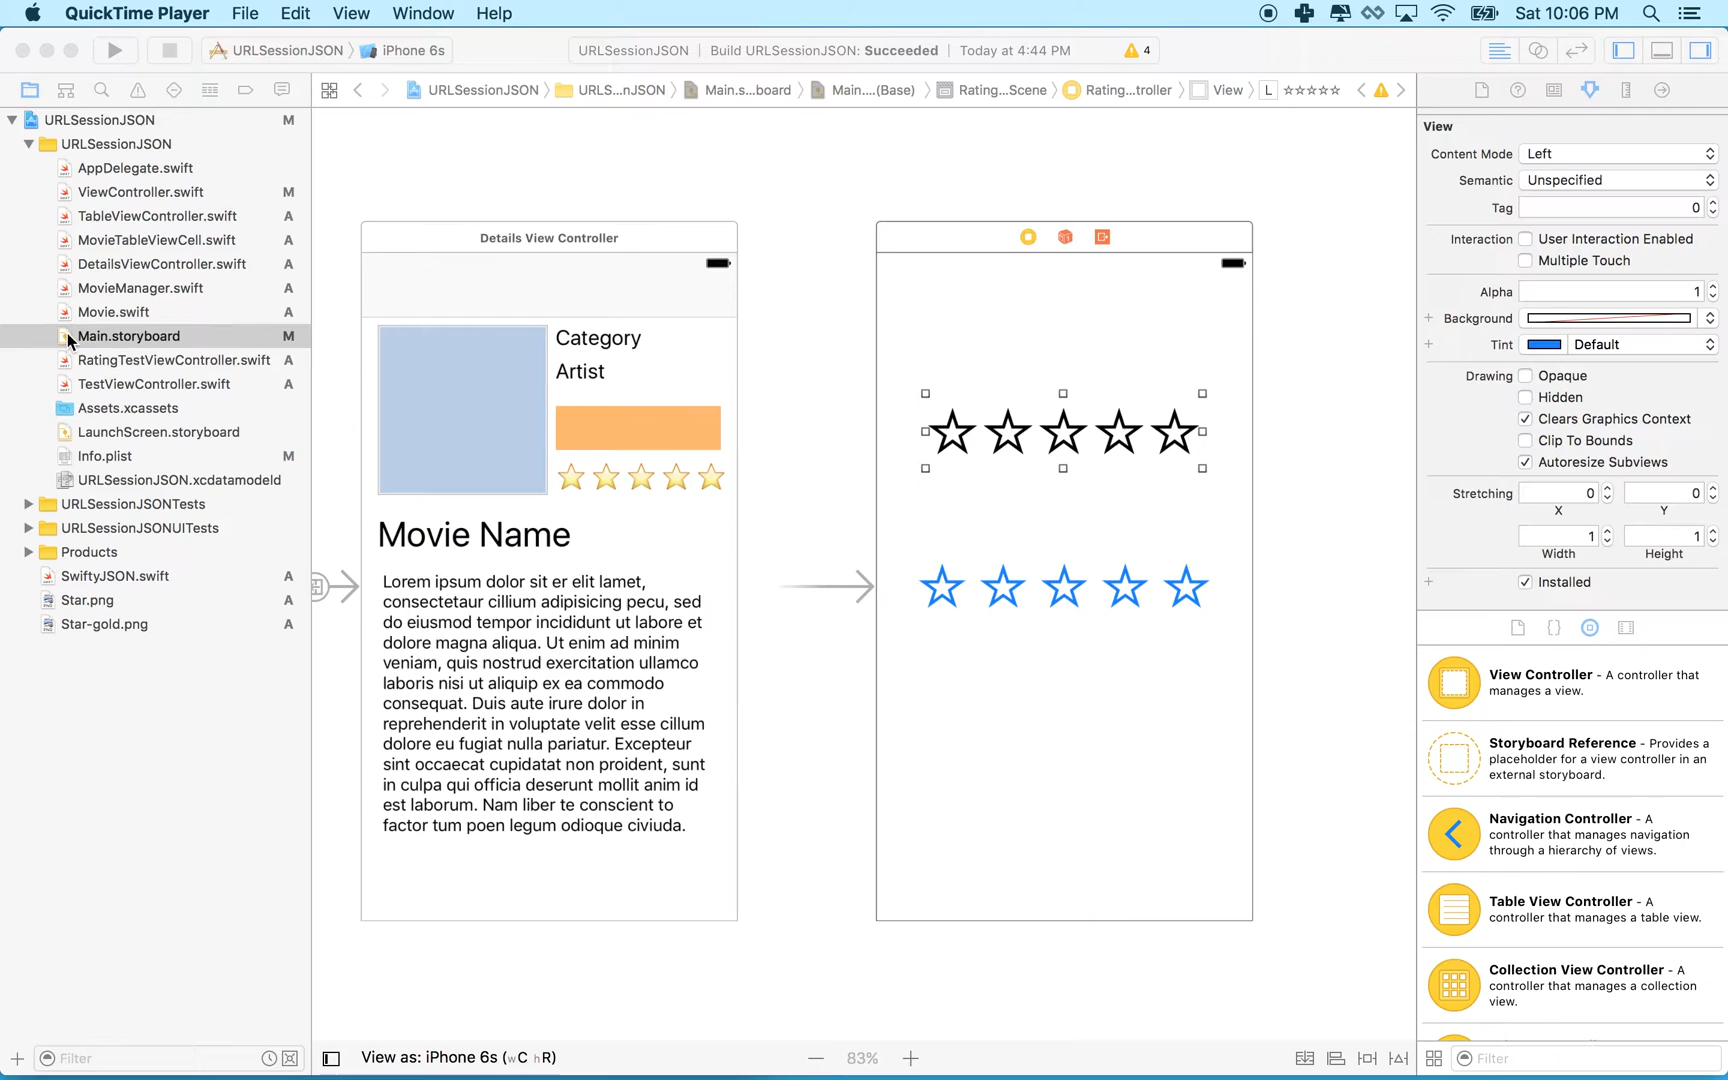 QuickTime Player File Edit View Window Help Sat 10:06 PM
URLSessionJSON iPhone 6s URLSessionJSON Build URLSessionJSON: Succeeded Today at 4:44 PM 4
URLSessionJSON URLS...nJSON Main.s...board Main....(Base) Rating...Scene Rating...troller View L ☆☆☆☆☆
URLSessionJSON M
URLSessionJSON
AppDelegate.swift
ViewController.swift M
TableViewController.swift A
MovieTableViewCell.swift A
DetailsViewController.swift A
MovieManager.swift A
Movie.swift A
Main.storyboard M
RatingTestViewController.swift A
TestViewController.swift A
Assets.xcassets
LaunchScreen.storyboard
Info.plist M
URLSessionJSON.xcdatamodeld
URLSessionJSONTests
URLSessionJSONUITests
Products
SwiftyJSON.swift A
Star.png A
Star-gold.png A
Filter
Details View Controller
Category
Artist
Movie Name
Lorem ipsum dolor sit er elit lamet,
consectetaur cillium adipisicing pecu, sed
do eiusmod tempor incididunt ut labore et
dolore magna aliqua. Ut enim ad minim
veniam, quis nostrud exercitation ullamco
laboris nisi ut aliquip ex ea commodo
consequat. Duis aute irure dolor in
reprehenderit in voluptate velit esse cillum
dolore eu fugiat nulla pariatur. Excepteur
sint occaecat cupidatat non proident, sunt
in culpa qui officia deserunt mollit anim id
est laborum. Nam liber te conscient to
factor tum poen legum odioque civiuda.
☆☆☆☆☆
☆☆☆☆☆
View as: iPhone 6s (wC hR) — 83% +
View
Content Mode Left
Semantic Unspecified
Tag 0
Interaction User Interaction Enabled
Multiple Touch
Alpha 1
Background
Tint Default
Drawing Opaque
Hidden
Clears Graphics Context
Clip To Bounds
Autoresize Subviews
Stretching 0 0
X Y
1 1
Width Height
Installed
View Controller - A controller that
manages a view.
Storyboard Reference - Provides a
placeholder for a view controller in an
external storyboard.
Navigation Controller - A
controller that manages navigation
through a hierarchy of views.
Table View Controller - A
controller that manages a table view.
Collection View Controller - A
controller that manages a collection
view.
Filter